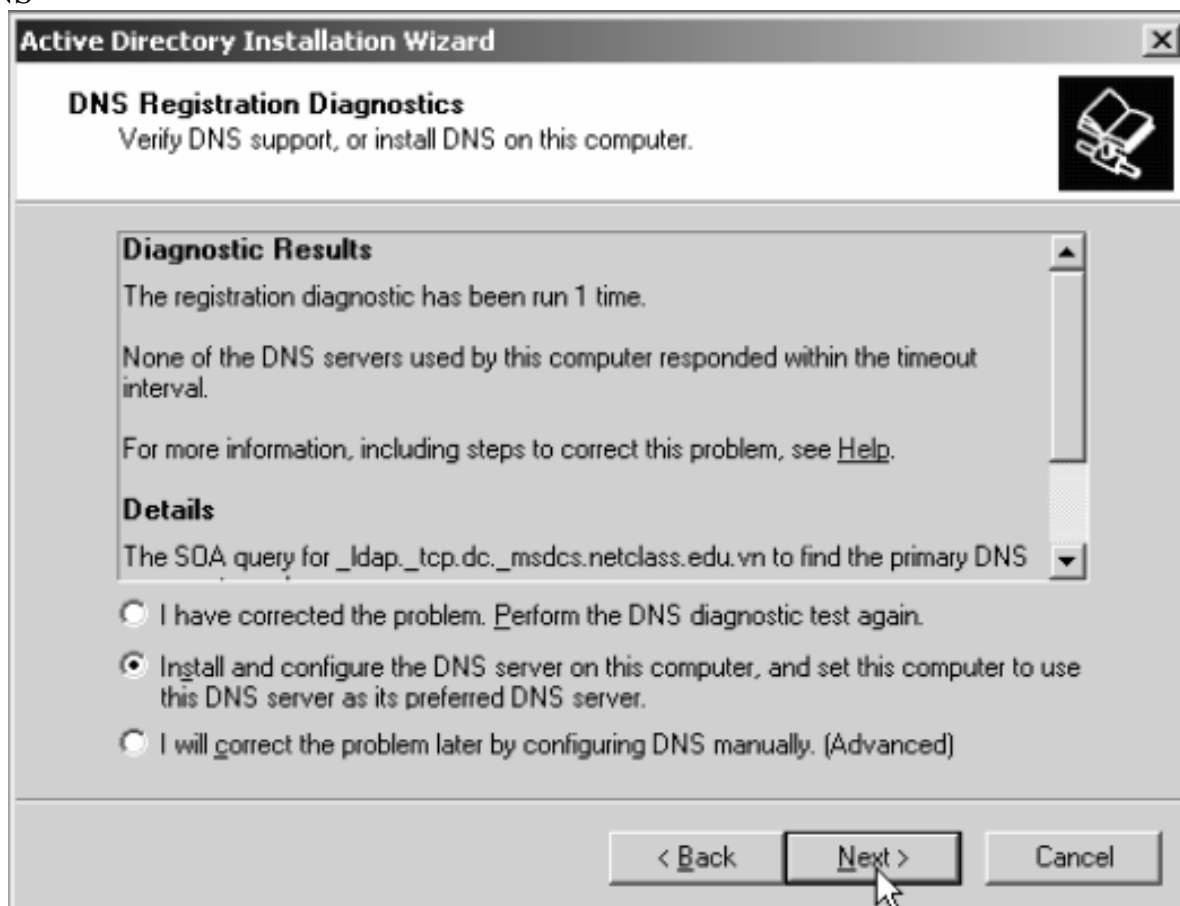 Active Directory Installation Wizard
DNS Registration Diagnostics
Verify DNS support, or install DNS on this computer.
Diagnostic Results
The registration diagnostic has been run 1 time.
None of the DNS servers used by this computer responded within the timeout
interval.
For more information, including steps to correct this problem, see Help.
Details
The SOA query for _ldap._tcp.dc._msdcs.netclass.edu.vn to find the primary DNS
I have corrected the problem. Perform the DNS diagnostic test again.
Install and configure the DNS server on this computer, and set this computer to use
this DNS server as its preferred DNS server.
I will correct the problem later by configuring DNS manually. (Advanced)
< Back
Next >
Cancel